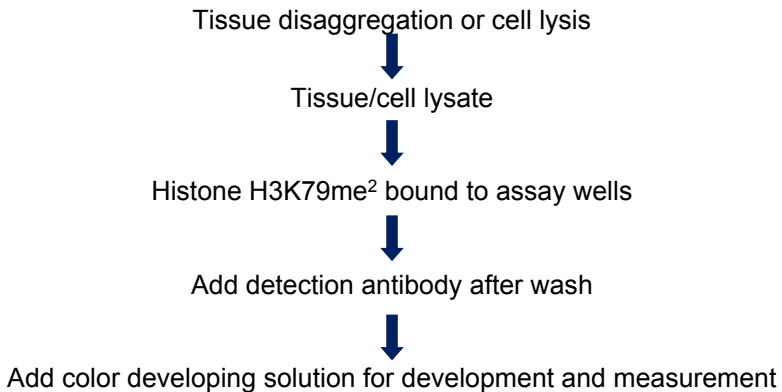 Tissue disaggregation or cell lysis
Tissue/cell lysate
Histone H3K79me² bound to assay wells
Add detection antibody after wash
Add color developing solution for development and measurement